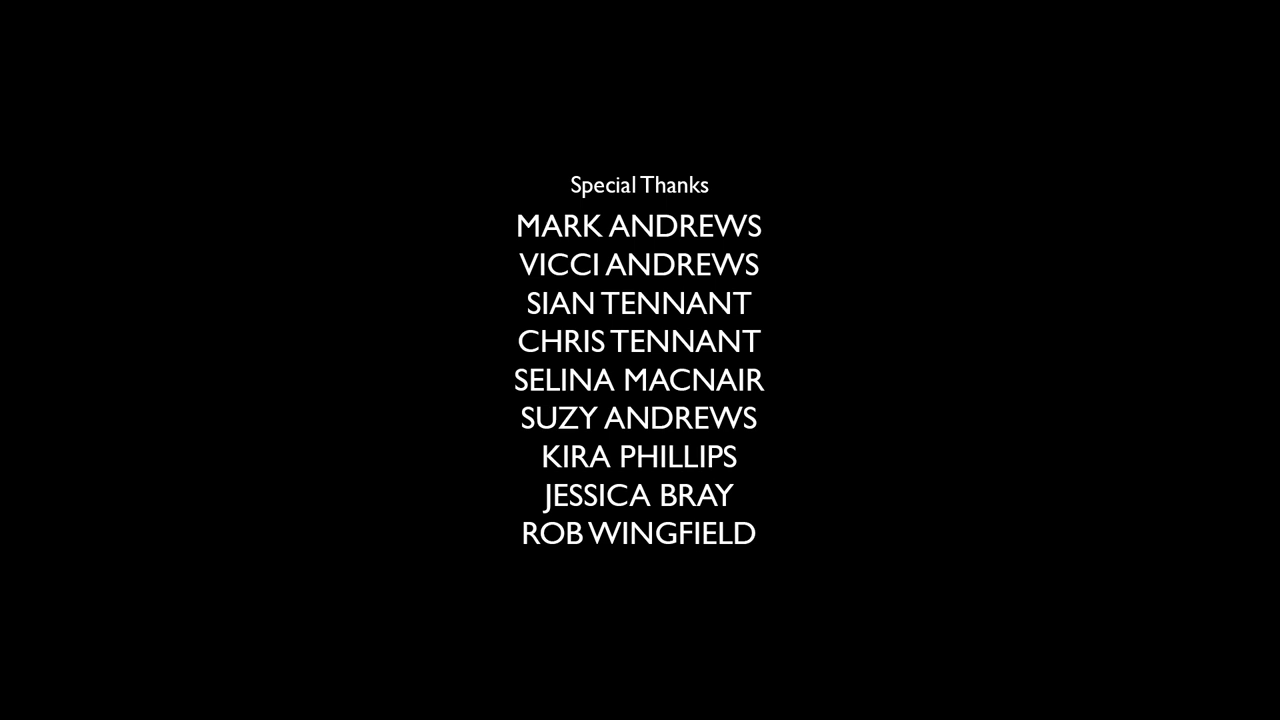 Special Thanks
MARK ANDREWS
VICCI ANDREWS
SIAN TENNANT
CHRIS TENNANT
SELINA MACNAIR
SUZY ANDREWS
KIRA PHILLIPS
JESSICA BRAY
ROB WINGFIELD